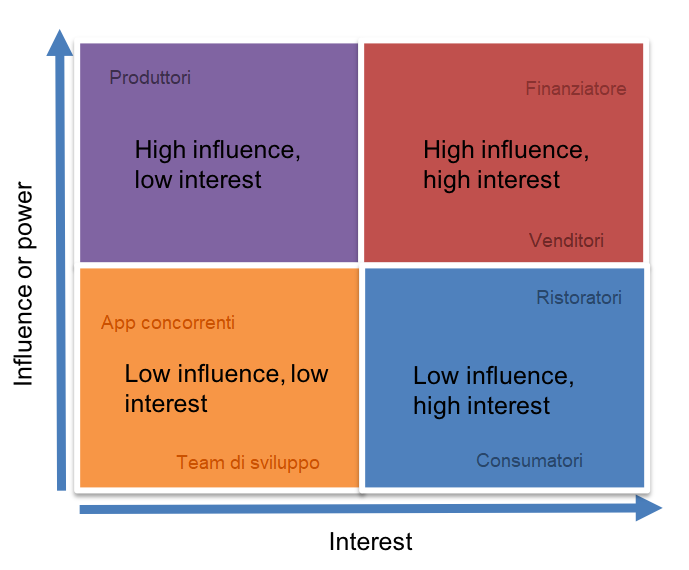 Influence or power
Produttori
High influence,
low interest
Finanziatore
High influence,
high interest
Venditori
App concorrenti
Low influence, low
interest
Team di sviluppo
Ristoratori
Low influence,
high interest
Consumatori
Interest